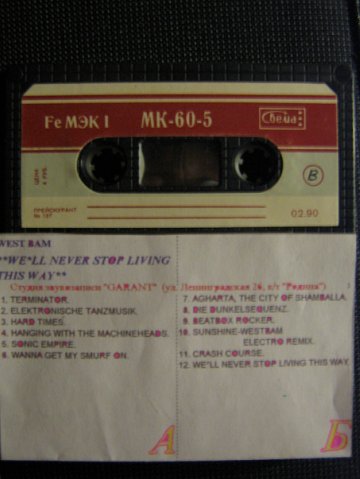 Fe МЭК I МК-60-5 Свема
ЦЕНА
4 РУБ.
В
ПРЕЙСКУРАНТ
№ 187
02.90
WEST BAM
"WE"LL NEVER STOP LIVING
THIS WAY"
Студия звукозаписи "GARANT" (ул. Ленинградская 26, к/т "Родина")
1. TERMINATOR.
2. ELEKTRONISCHE TANZMUSIK.
3. HARD TIMES.
4. HANGING WITH THE MACHINEHEADS.
5. SONIC EMPIRE.
6. WANNA GET MY SMURF ON.
А
7. AGHARTA, THE CITY OF SHAMBALLA.
8. DIE DUNKELSEQUENZ.
9. BEATBOX ROCKER.
10. SUNSHINE-WESTBAM
ELECTRO REMIX.
11. CRASH COURSE.
12. WE"LL NEVER STOP LIVING THIS WAY.
Б